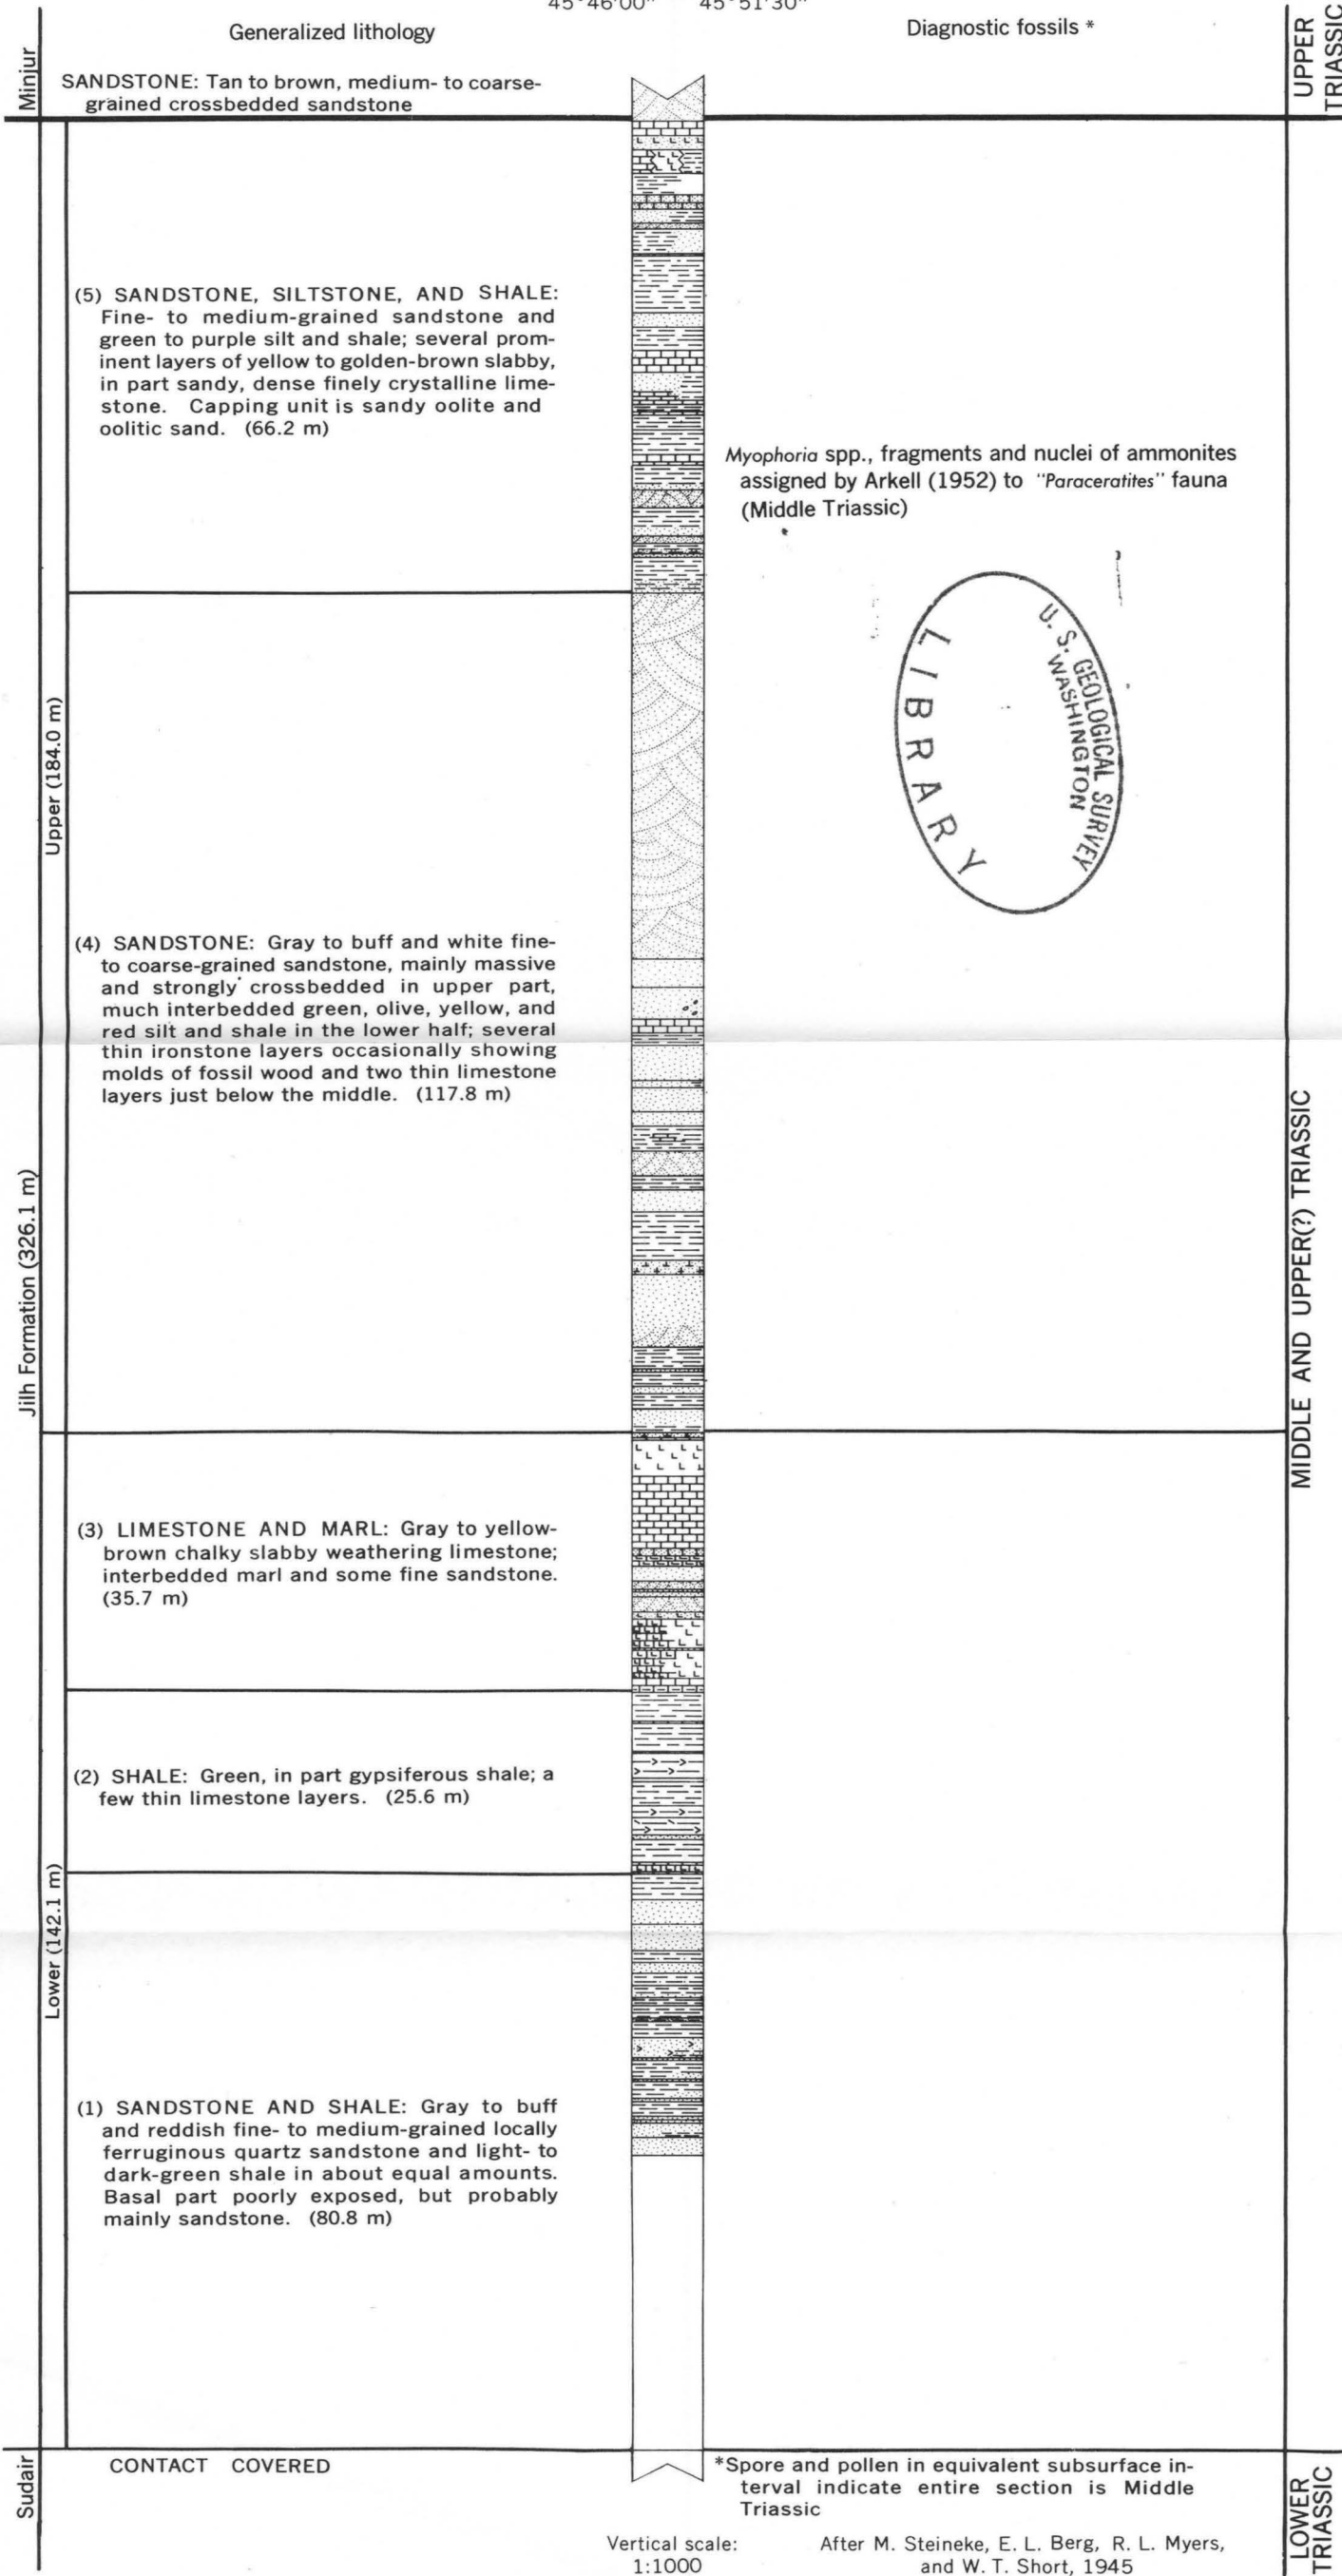 45°46'00" 45°51'30"
Generalized lithology
Diagnostic fossils *
Minjur
UPPER
TRIASSIC
SANDSTONE: Tan to brown, medium- to coarse-
grained crossbedded sandstone
(5) SANDSTONE, SILTSTONE, AND SHALE:
Fine- to medium-grained sandstone and
green to purple silt and shale; several prom-
inent layers of yellow to golden-brown slabby,
in part sandy, dense finely crystalline lime-
stone. Capping unit is sandy oolite and
oolitic sand. (66.2 m)
Myophoria spp., fragments and nuclei of ammonites
assigned by Arkell (1952) to "Paraceratites" fauna
(Middle Triassic)
U. S. GEOLOGICAL SURVEY
WASHINGTON
LIBRARY
Upper (184.0 m)
(4) SANDSTONE: Gray to buff and white fine-
to coarse-grained sandstone, mainly massive
and strongly crossbedded in upper part,
much interbedded green, olive, yellow, and
red silt and shale in the lower half; several
thin ironstone layers occasionally showing
molds of fossil wood and two thin limestone
layers just below the middle. (117.8 m)
Jilh Formation (326.1 m)
MIDDLE AND UPPER(?) TRIASSIC
(3) LIMESTONE AND MARL: Gray to yellow-
brown chalky slabby weathering limestone;
interbedded marl and some fine sandstone.
(35.7 m)
(2) SHALE: Green, in part gypsiferous shale; a
few thin limestone layers. (25.6 m)
Lower (142.1 m)
(1) SANDSTONE AND SHALE: Gray to buff
and reddish fine- to medium-grained locally
ferruginous quartz sandstone and light- to
dark-green shale in about equal amounts.
Basal part poorly exposed, but probably
mainly sandstone. (80.8 m)
Sudair
CONTACT COVERED
*Spore and pollen in equivalent subsurface in-
terval indicate entire section is Middle
Triassic
LOWER
TRIASSIC
Vertical scale:
1:1000
After M. Steineke, E. L. Berg, R. L. Myers,
and W. T. Short, 1945